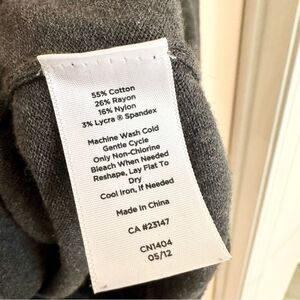 55% Cotton
26% Rayon
16% Nylon
3% Lycra ® Spandex
Machine Wash Cold
Gentle Cycle
Only Non-Chlorine
Bleach When Needed
Reshape, Lay Flat To
Dry
Cool Iron, If Needed
Made in China
CA #23147
CN1404
05/12